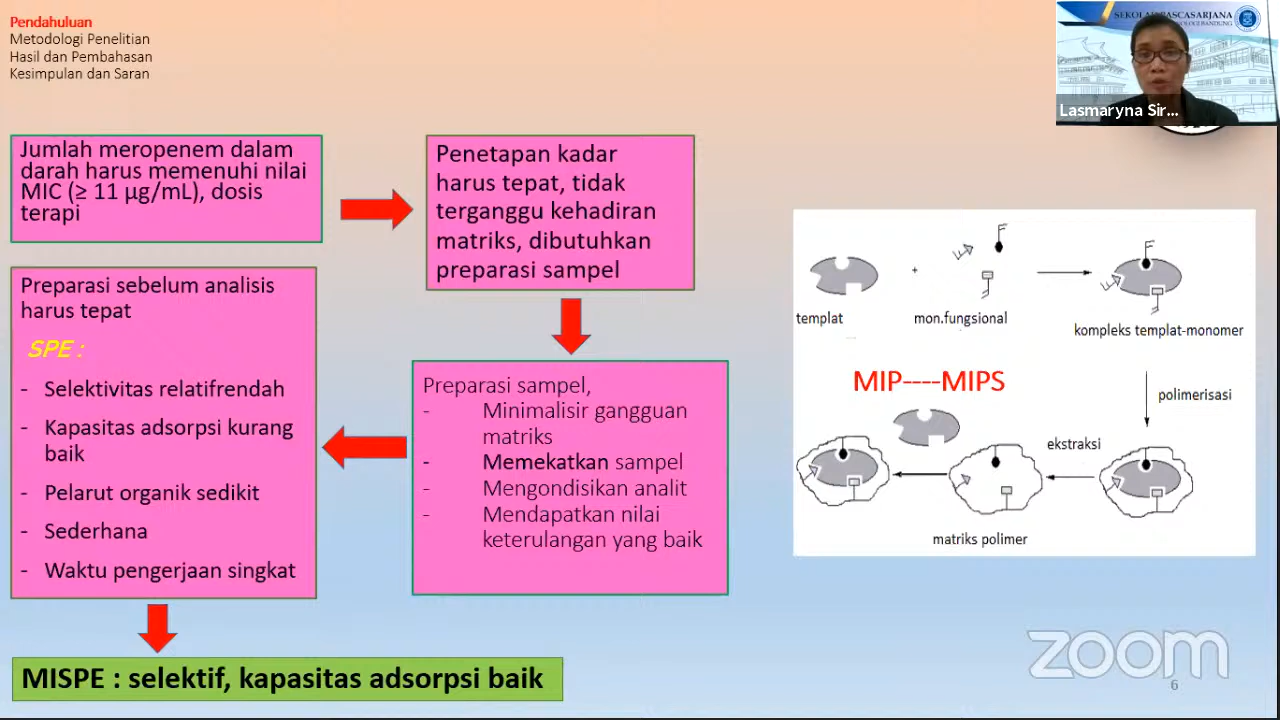 Pendahuluan
Metodologi Penelitian
Hasil dan Pembahasan
Kesimpulan dan Saran
SEKOLAH PASCASARJANA
Lasmaryna Sir...
Jumlah meropenem dalam
darah harus memenuhi nilai
MIC (≥ 11 µg/mL), dosis
terapi
Penetapan kadar
harus tepat, tidak
terganggu kehadiran
matriks, dibutuhkan
preparasi sampel
Preparasi sampel,
- Minimalisir gangguan
matriks
- Memekatkan sampel
- Mengondisikan analit
- Mendapatkan nilai
keterulangan yang baik
Preparasi sebelum analisis
harus tepat
SPE :
- Selektivitas relatifrendah
- Kapasitas adsorpsi kurang
baik
- Pelarut organik sedikit
- Sederhana
- Waktu pengerjaan singkat
MISPE : selektif, kapasitas adsorpsi baik
+
templat
mon.fungsional
kompleks templat-monomer
MIP----MIPS
polimerisasi
ekstraksi
matriks polimer
zoom
6